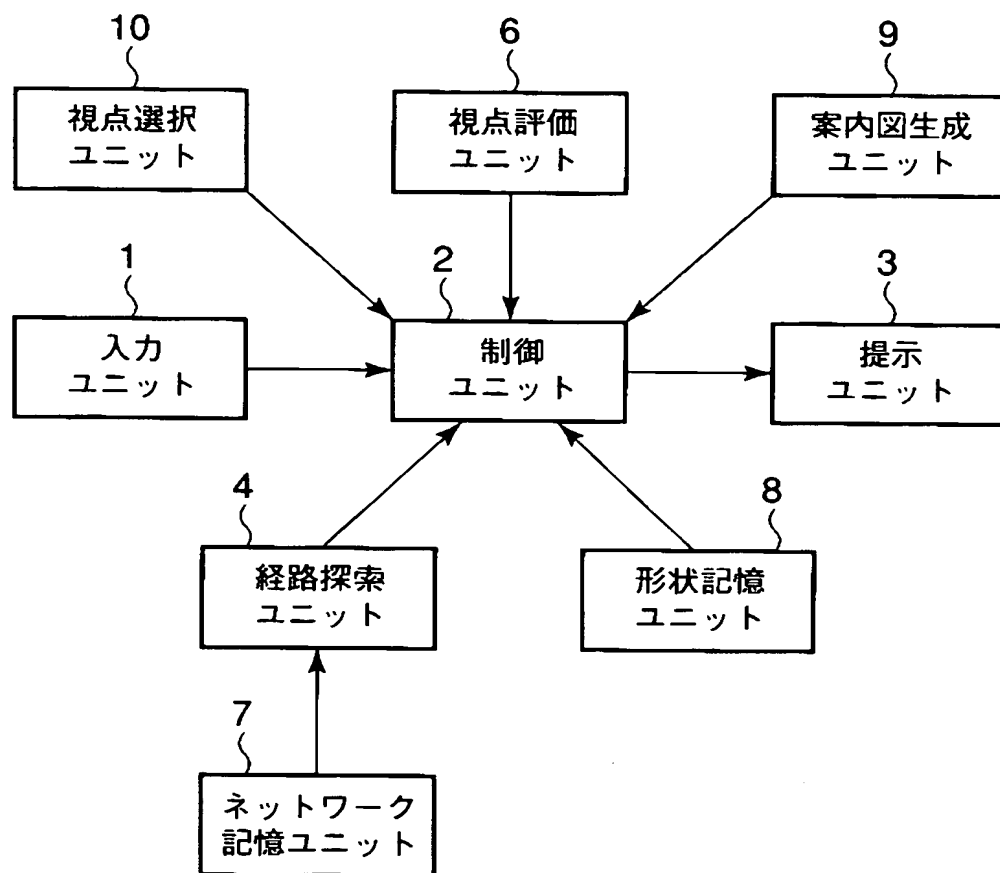 10
視点選択
ユニット
6
視点評価
ユニット
9
案内図生成
ユニット
1
入力
ユニット
2
制御
ユニット
3
提示
ユニット
4
経路探索
ユニット
8
形状記憶
ユニット
7
ネットワーク
記憶ユニット